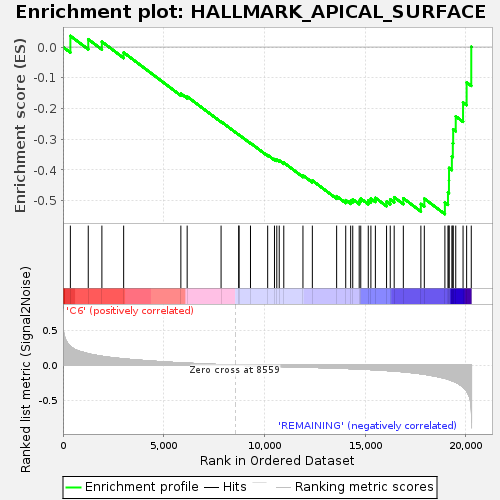 Enrichment plot: HALLMARK_APICAL_SURFACE
Enrichment score (ES)
0.0
-0.1
-0.2
-0.3
-0.4
-0.5
'C6' (positively correlated)
Ranked list metric (Signal2Noise)
0.5
0.0
-0.5
Zero cross at 8559
'REMAINING' (negatively correlated)
0
5,000
10,000
15,000
20,000
Rank in Ordered Dataset
Enrichment profile
Hits
Ranking metric scores